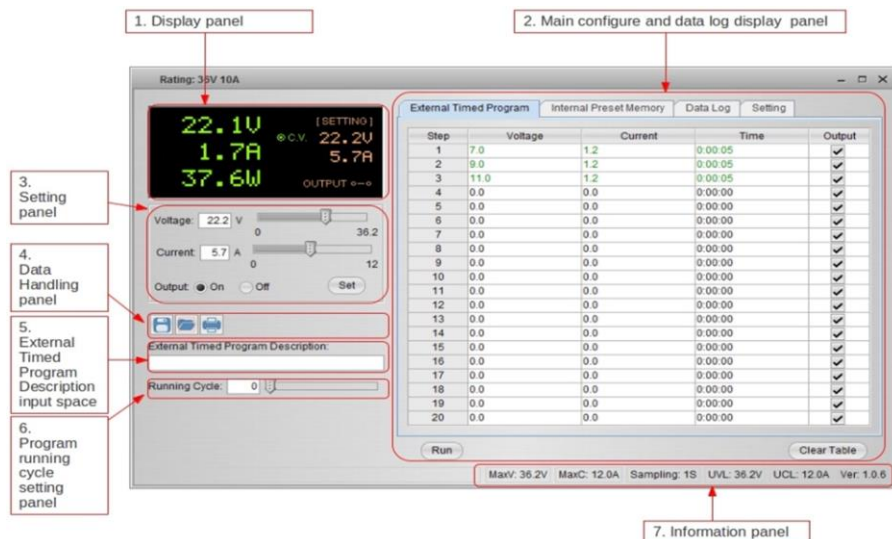 1. Display panel
2. Main configure and data log display panel
Rating: 36V 10A
22.1V
1.7A
37.6W
C.V.
[SETTING]
22.2V
5.7A
OUTPUT
3.
Setting
panel
Voltage: 22.2 V
0 36.2
Current: 5.7 A
0 12
Output: On Off Set
4.
Data
Handling
panel
5.
External
Timed
Program
Description
input space
External Timed Program Description:
6.
Program
running
cycle
setting
panel
Running Cycle: 0
External Timed Program Internal Preset Memory Data Log Setting
Step Voltage Current Time Output
1 7.0 1.2 0:00:05
2 9.0 1.2 0:00:05
3 11.0 1.2 0:00:05
4 0.0 0.0 0:00:00
5 0.0 0.0 0:00:00
6 0.0 0.0 0:00:00
7 0.0 0.0 0:00:00
8 0.0 0.0 0:00:00
9 0.0 0.0 0:00:00
10 0.0 0.0 0:00:00
11 0.0 0.0 0:00:00
12 0.0 0.0 0:00:00
13 0.0 0.0 0:00:00
14 0.0 0.0 0:00:00
15 0.0 0.0 0:00:00
16 0.0 0.0 0:00:00
17 0.0 0.0 0:00:00
18 0.0 0.0 0:00:00
19 0.0 0.0 0:00:00
20 0.0 0.0 0:00:00
Run Clear Table
MaxV: 36.2V MaxC: 12.0A Sampling: 1S UVL: 36.2V UCL: 12.0A Ver: 1.0.6
7. Information panel